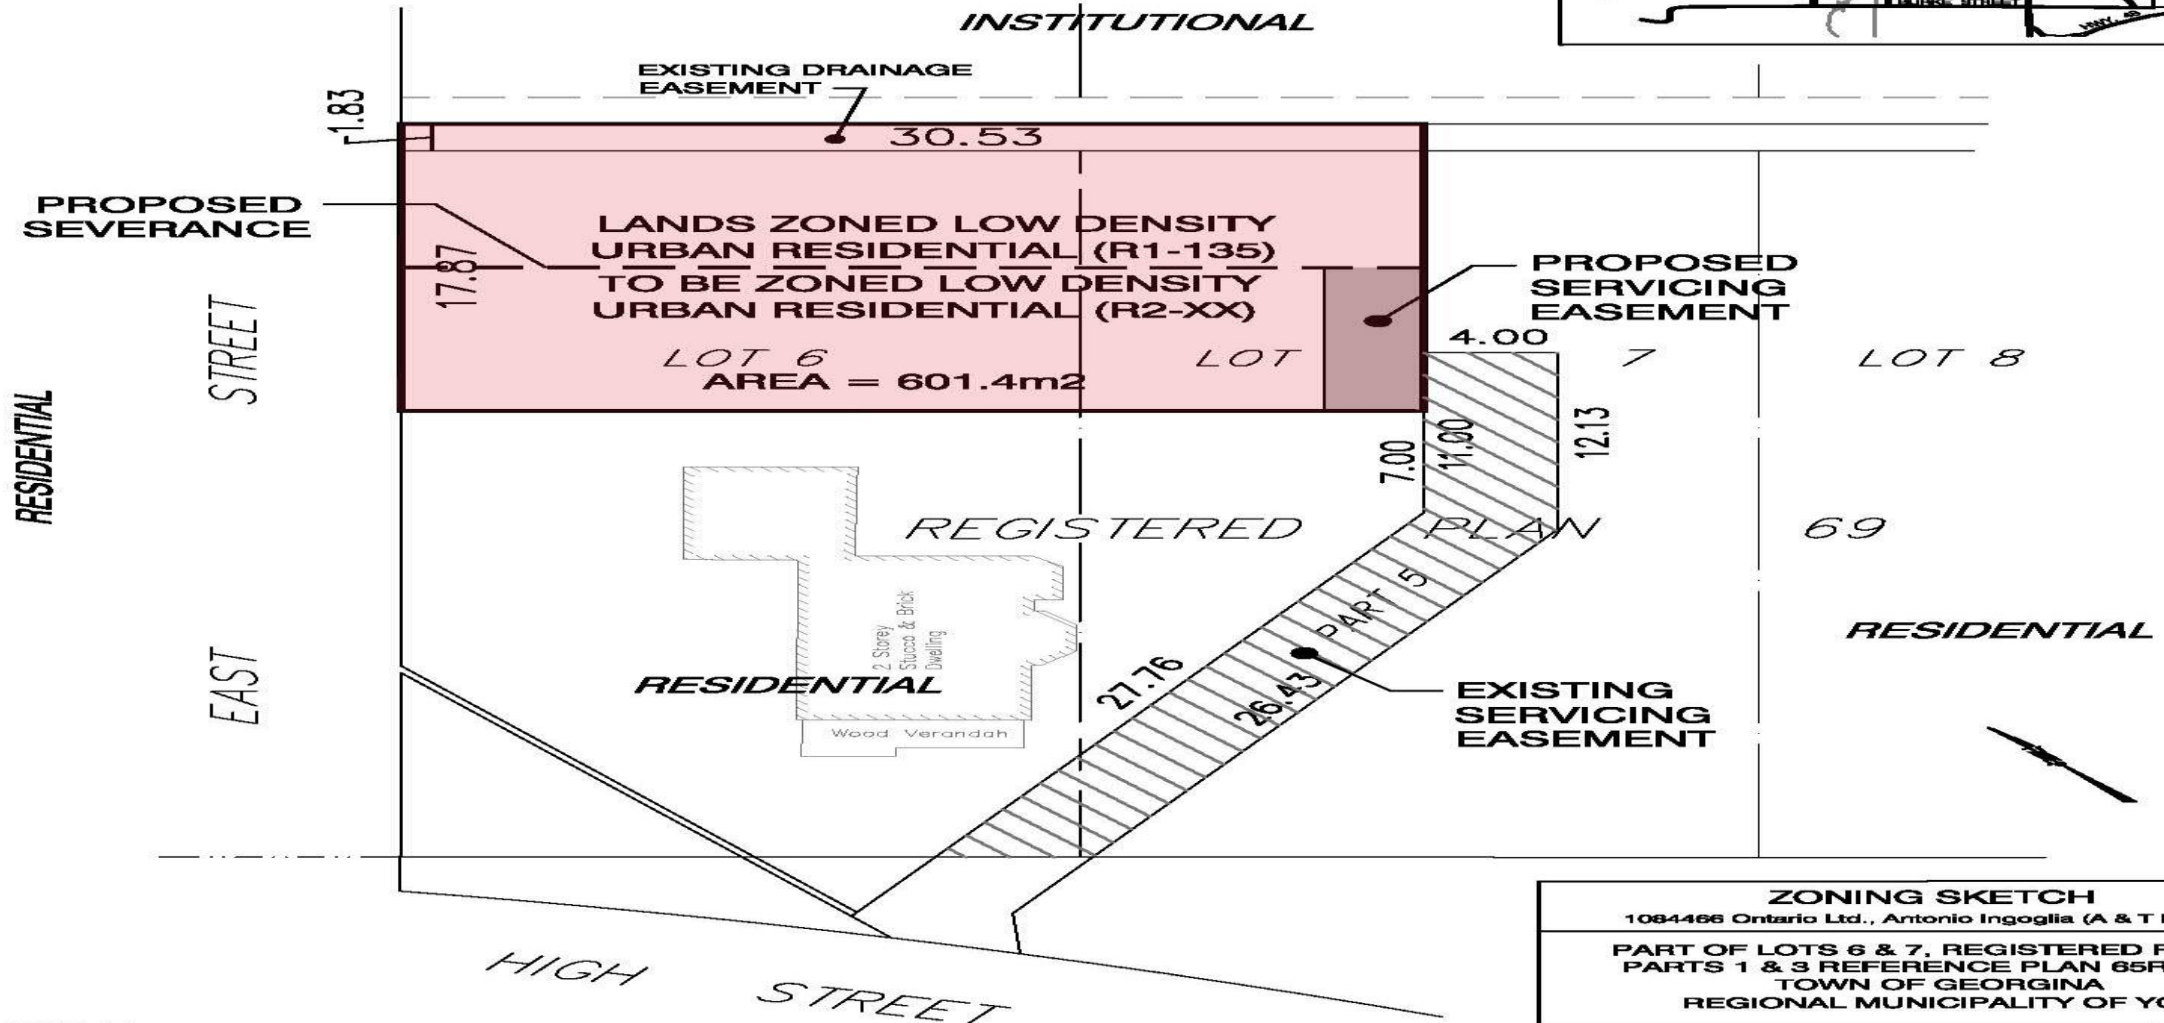 INSTITUTIONAL
EXISTING DRAINAGE
EASEMENT
1.83
30.53
PROPOSED
SEVERANCE
LANDS ZONED LOW DENSITY
URBAN RESIDENTIAL (R1-135)
17.87
TO BE ZONED LOW DENSITY
URBAN RESIDENTIAL (R2-XX)
PROPOSED
SERVICING
EASEMENT
4.00
LOT 6
LOT 7
LOT 8
AREA = 601.4m2
EAST STREET
RESIDENTIAL
7.00
12.13
REGISTERED PLAN 69
PART 5
2 Storey
Stucco & Brick
Dwelling
RESIDENTIAL
RESIDENTIAL
27.76
26.43
Wood Verandah
EXISTING
SERVICING
EASEMENT
HIGH STREET
ZONING SKETCH
1084466 Ontario Ltd., Antonio Ingoglia (A & T
PART OF LOTS 6 & 7, REGISTERED
PARTS 1 & 3 REFERENCE PLAN 65R
TOWN OF GEORGINA
REGIONAL MUNICIPALITY OF YO